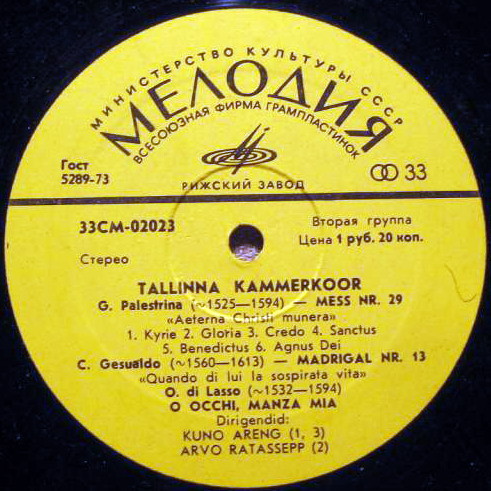 МИНИСТЕРСТВО КУЛЬТУРЫ СССР
МЕЛОДИЯ
ВСЕСОЮЗНАЯ ФИРМА ГРАМПЛАСТИНОК
Гост
5289-73
33
РИЖСКИЙ ЗАВОД
33СМ-02023
Вторая группа
Цена 1 руб. 20 коп.
Стерео
TALLINNA KAMMERKOOR
G. Palestrina (~1525—1594) — MESS NR. 29
«Aeterna Christi munera»
1. Kyrie 2. Gloria 3. Credo 4. Sanctus
5. Benedictus 6. Agnus Dei
C. Gesualdo (~1560—1613) — MADRIGAL NR. 13
«Quando di lui la sospirata vita»
O. di Lasso (~1532—1594)
O OCCHI, MANZA MIA
Dirigendid:
KUNO ARENG (1, 3)
ARVO RATASSEPP (2)